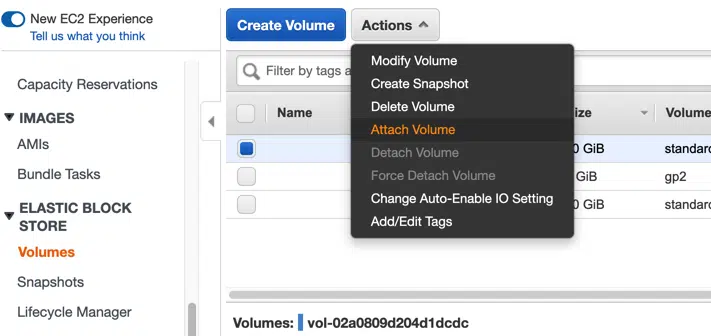 New EC2 Experience
Tell us what you think
Capacity Reservations
IMAGES
AMIs
Bundle Tasks
ELASTIC BLOCK
STORE
Volumes
Snapshots
Lifecycle Manager
Create Volume
Actions
Filter by tags a
Modify Volume
Create Snapshot
Delete Volume
Attach Volume
Detach Volume
Force Detach Volume
Change Auto-Enable IO Setting
Add/Edit Tags
Name
ize
Volume
0 GiB
standard
GiB
gp2
0 GiB
standard
Volumes:
vol-02a0809d204d1dcdc